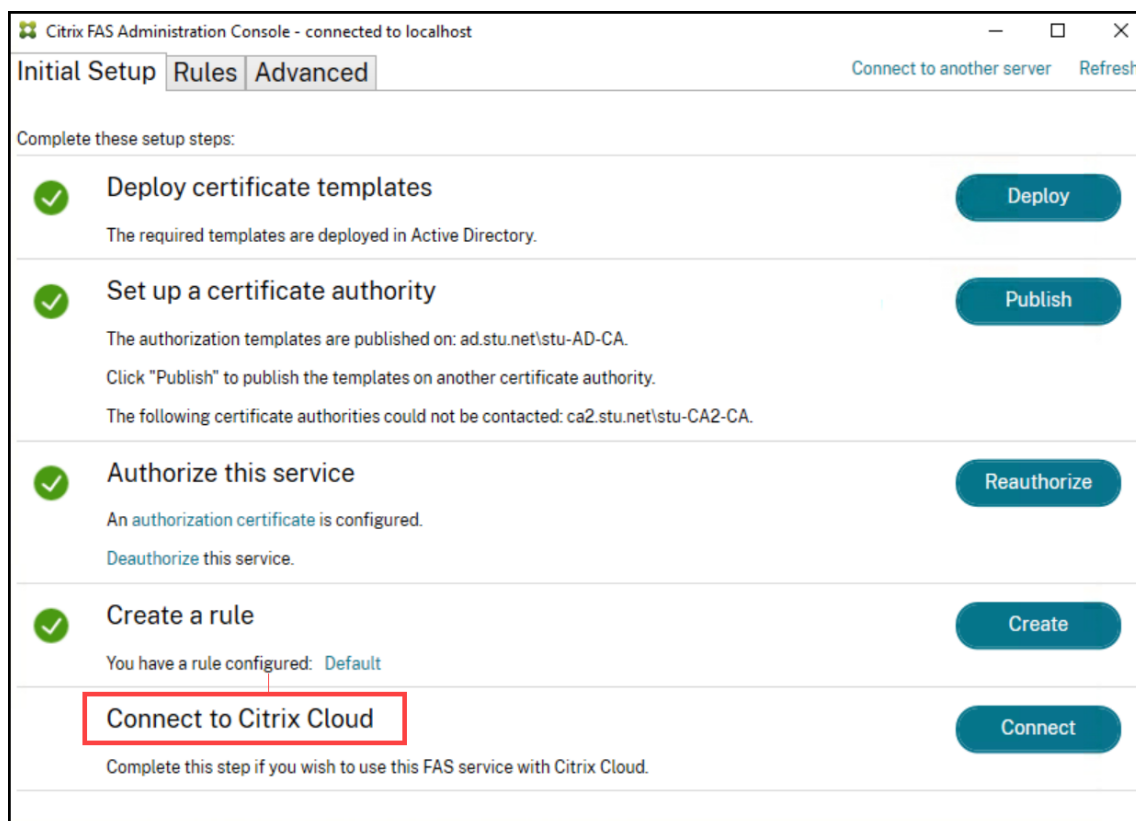 Citrix FAS Administration Console - connected to localhost
Initial Setup Rules Advanced Connect to another server Refresh
Complete these setup steps:
Deploy certificate templates
Deploy
The required templates are deployed in Active Directory.
Set up a certificate authority
Publish
The authorization templates are published on: ad.stu.net\stu-AD-CA.
Click "Publish" to publish the templates on another certificate authority.
The following certificate authorities could not be contacted: ca2.stu.net\stu-CA2-CA.
Authorize this service
Reauthorize
An authorization certificate is configured.
Deauthorize this service.
Create a rule
Create
You have a rule configured: Default
Connect to Citrix Cloud
Connect
Complete this step if you wish to use this FAS service with Citrix Cloud.